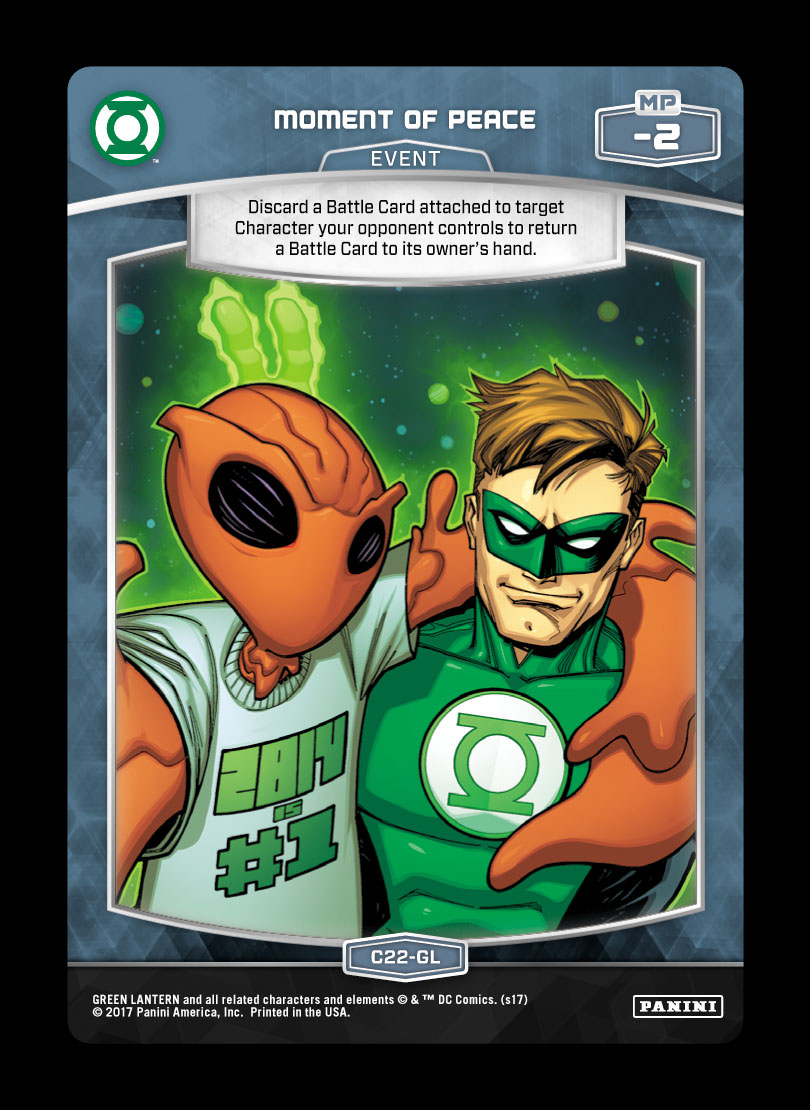 MP
MOMENT OF PEACE
-2
TM
EVENT
Discard a Battle Card attached to target
Character your opponent controls to return
a Battle Card to its owner's hand.
2814
IS
#1
C22-GL
GREEN LANTERN and all related characters and elements © & ™ DC Comics. (s17)
© 2017 Panini America, Inc. Printed in the USA.
PANINI